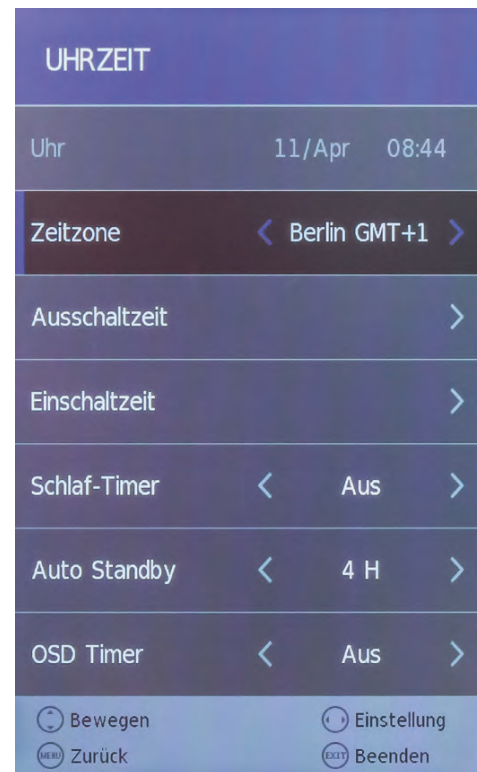 UHRZEIT
Uhr 11/Apr 08:44
Zeitzone Berlin GMT+1
Ausschaltzeit
Einschaltzeit
Schlaf-Timer Aus
Auto Standby 4 H
OSD Timer Aus
Bewegen Einstellung
MENU Zurück EXIT Beenden